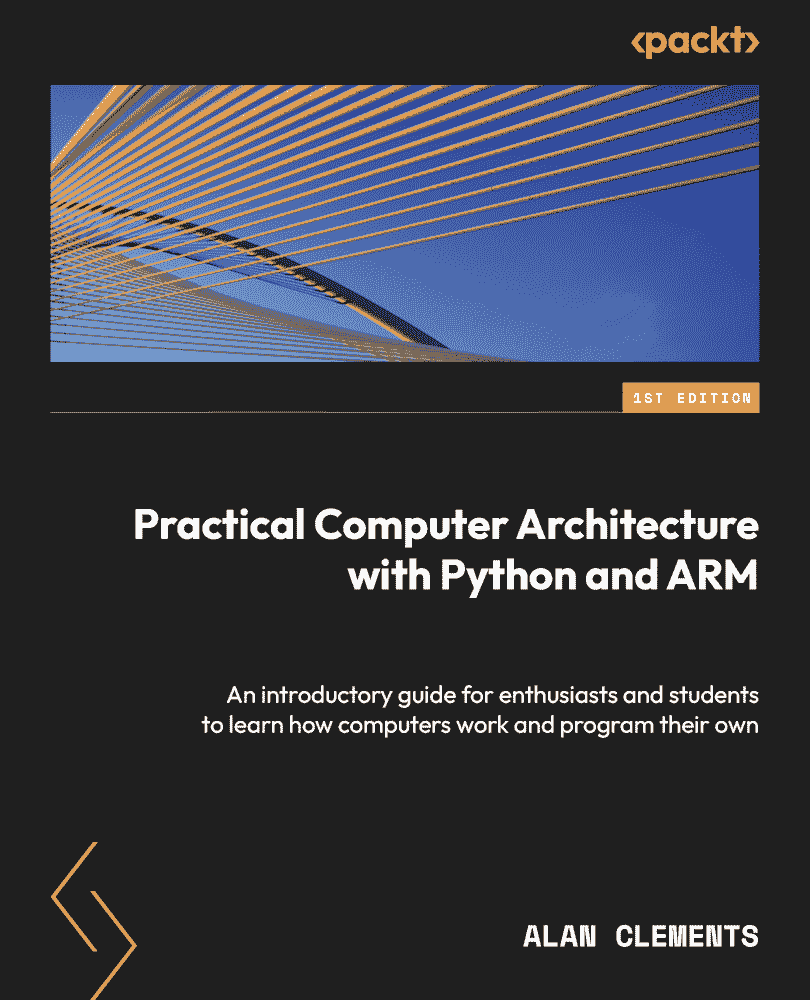 <packt>
1ST EDITION
Practical Computer Architecture
with Python and ARM
An introductory guide for enthusiasts and students
to learn how computers work and program their own
ALAN CLEMENTS